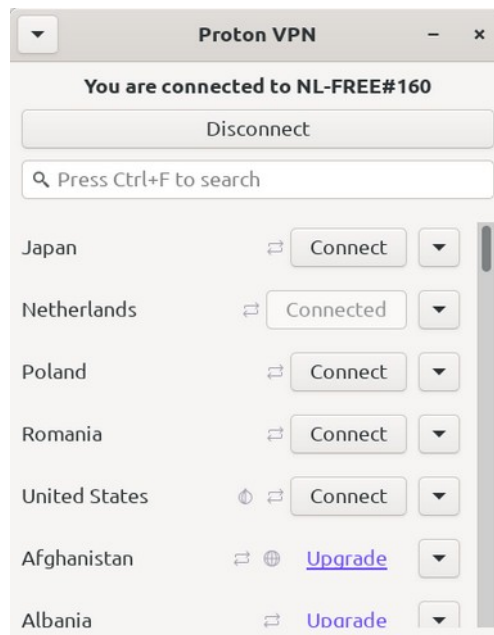 Proton VPN
You are connected to NL-FREE#160
Disconnect
Press Ctrl+F to search
Japan Connect
Netherlands Connected
Poland Connect
Romania Connect
United States Connect
Afghanistan Upgrade
Albania Upgrade